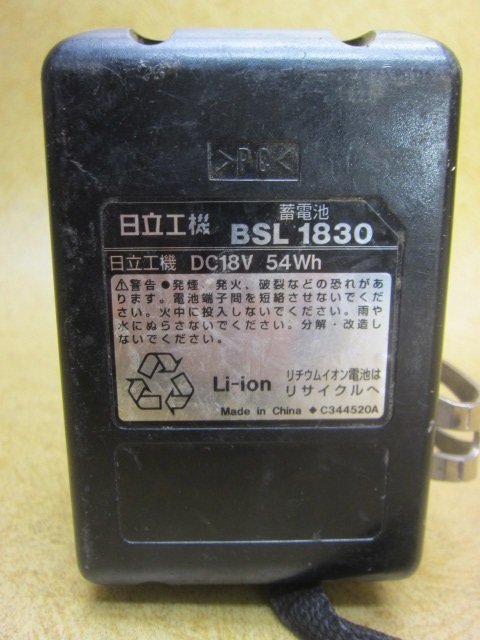 >PC<
日立工機 蓄電池
BSL 1830
日立工機 DC18V 54Wh
⚠警告 ●発煙、発火、破裂などの恐れがあ
ります。電池端子間を短絡させないでくだ
さい。火中に投入しないでください。雨や
水にぬらさないでください。分解・改造し
ないでください。
Li-ion リチウムイオン電池は
リサイクルへ
Made in China ◆C344520A